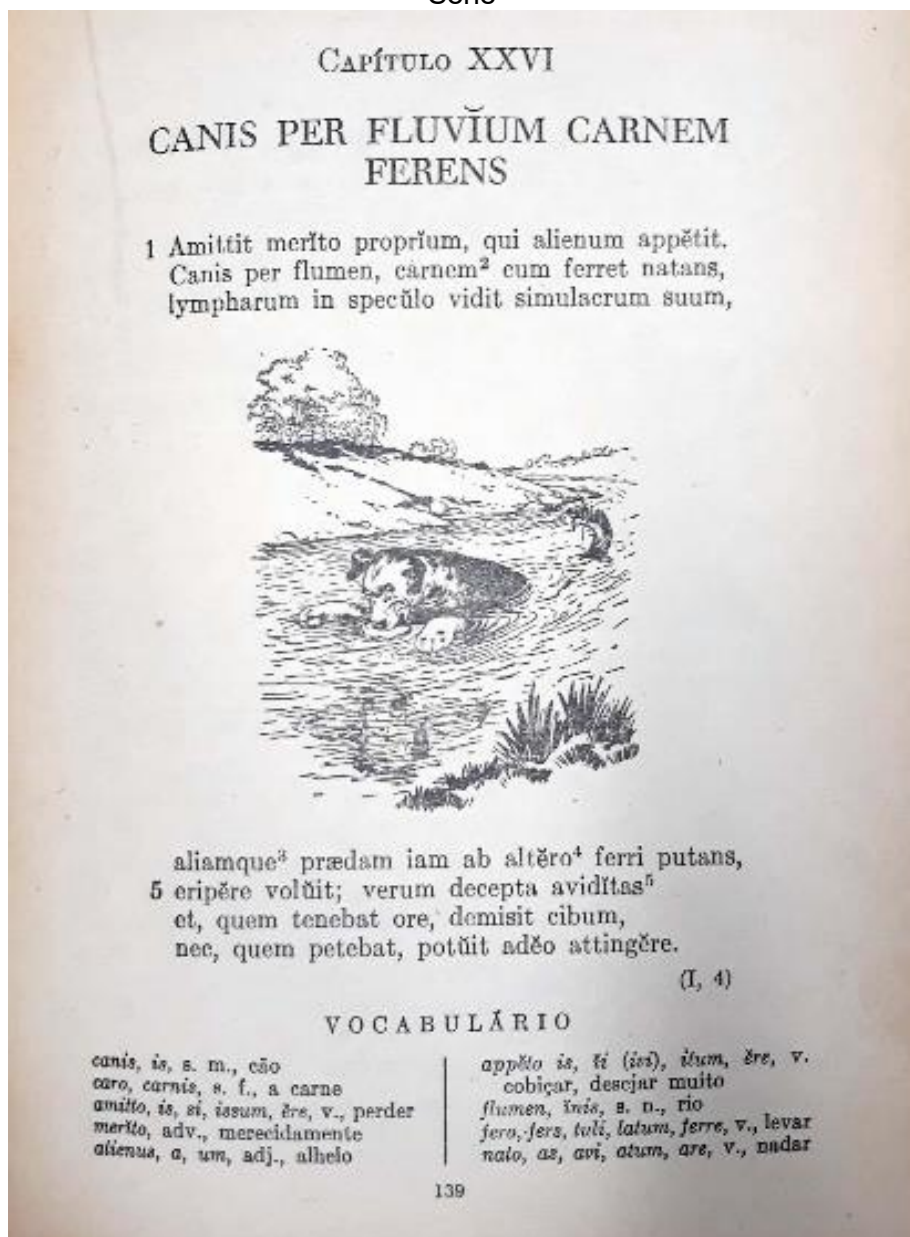 CAPÍTULO XXVI
CANIS PER FLUVĬUM CARNEM
FERENS
1 Amittit merĭto proprĭum, qui alienum appĕtit.
Canis per flumen, carnem² cum ferret natans,
lympharum in specŭlo vidit simulacrum suum,
aliamque³ prædam iam ab altĕro⁴ ferri putans,
5 eripĕre volŭit; verum decepta avidĭtas⁵
et, quem tenebat ore, demisit cibum,
nec, quem petebat, potŭit adĕo attingĕre.
(I, 4)
VOCABULÁRIO
canis, is, s. m., cão
caro, carnis, s. f., a carne
amitto, is, si, issum, ĕre, v., perder
merĭto, adv., merecidamente
alienus, a, um, adj., alheio
appĕto is, ĭi (ivi), ĭtum, ĕre, v.
cobiçar, desejar muito
flumen, ĭnis, s. n., rio
fero, fers, tuli, latum, ferre, v., levar
nato, as, avi, atum, are, v., nadar
139